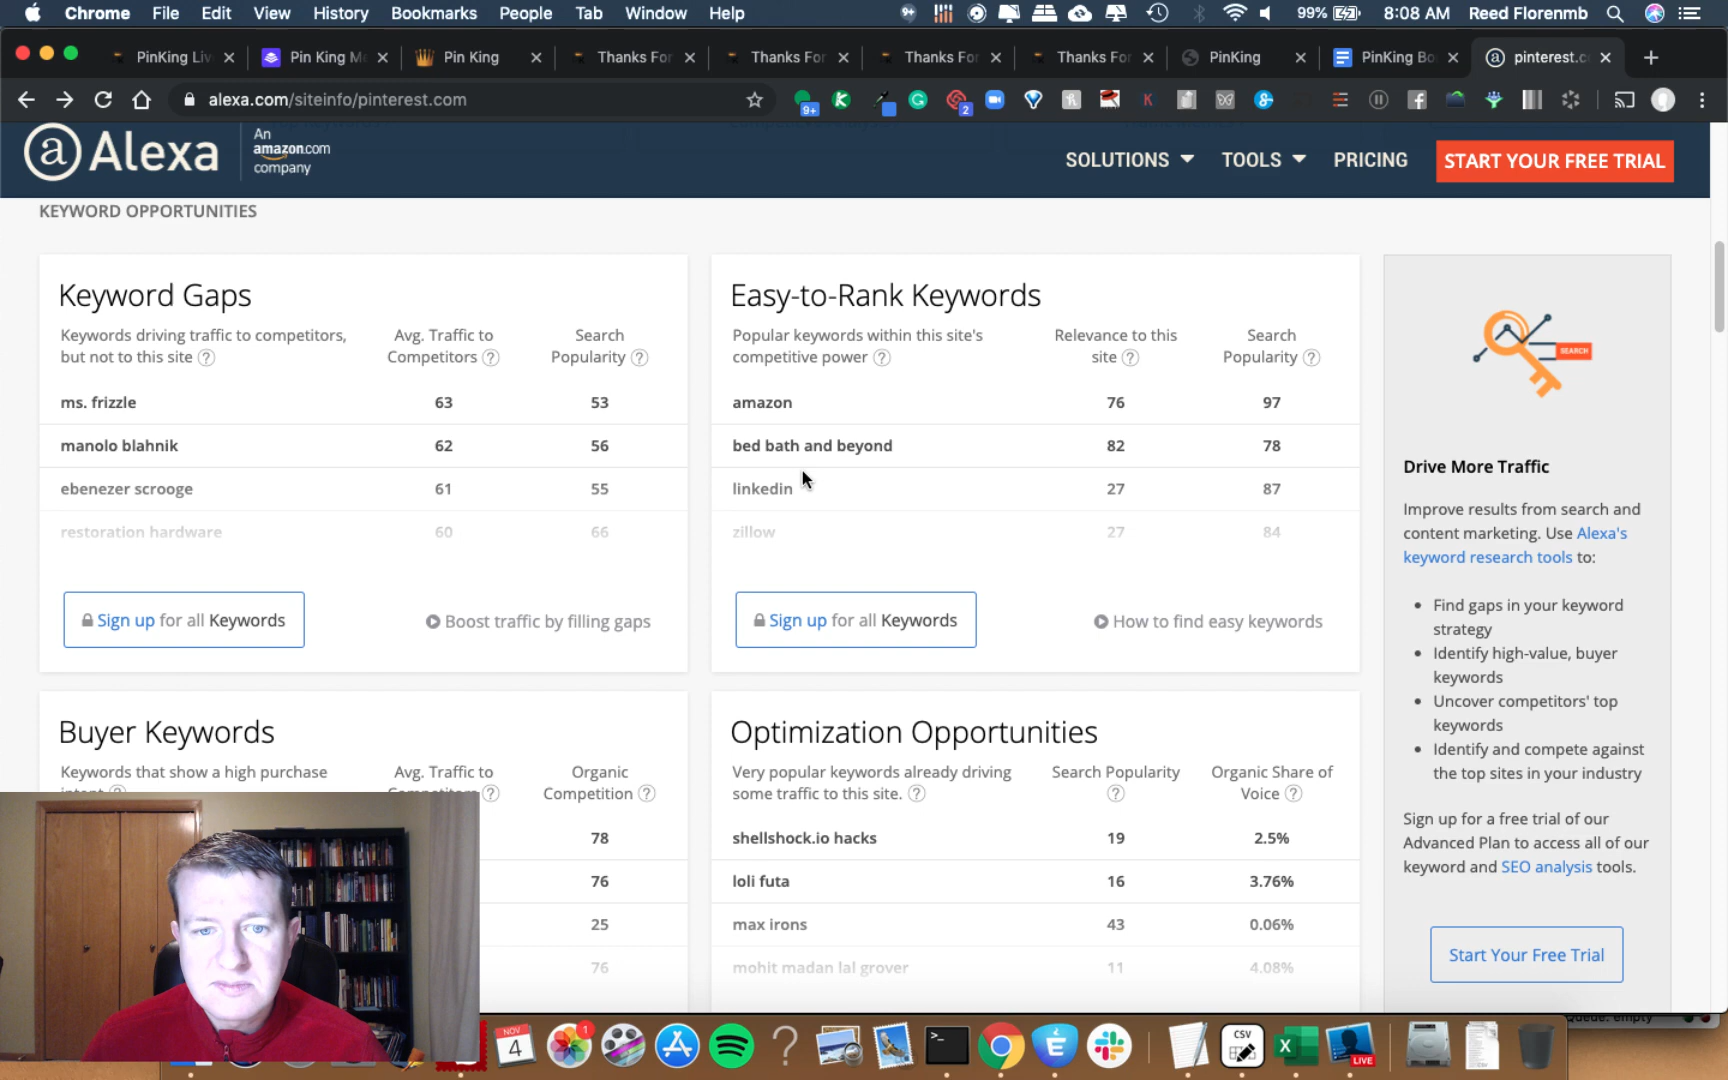 Chrome File Edit View History Bookmarks People Tab Window Help 9+ 99% 8:08 AM Reed Florenmb
PinKing Liv Pin King M Pin King Thanks For Thanks For Thanks For Thanks For PinKing PinKing Bo pinterest.c
alexa.com/siteinfo/pinterest.com 9+ 2
Alexa
An
amazon.com
company
SOLUTIONS TOOLS PRICING START YOUR FREE TRIAL
KEYWORD OPPORTUNITIES
Keyword Gaps
Keywords driving traffic to competitors,
but not to this site ?
Avg. Traffic to
Competitors ?
Search
Popularity ?
ms. frizzle 63 53
manolo blahnik 62 56
ebenezer scrooge 61 55
restoration hardware 60 66
Sign up for all Keywords Boost traffic by filling gaps
Easy-to-Rank Keywords
Popular keywords within this site's
competitive power ?
Relevance to this
site ?
Search
Popularity ?
amazon 76 97
bed bath and beyond 82 78
linkedin 27 87
zillow 27 84
Sign up for all Keywords How to find easy keywords
SEARCH
Drive More Traffic
Improve results from search and
content marketing. Use Alexa's
keyword research tools to:
• Find gaps in your keyword
strategy
• Identify high-value, buyer
keywords
• Uncover competitors' top
keywords
• Identify and compete against
the top sites in your industry
Sign up for a free trial of our
Advanced Plan to access all of our
keyword and SEO analysis tools.
Start Your Free Trial
Buyer Keywords
Keywords that show a high purchase
intent ?
Avg. Traffic to
Competitors ?
Organic
Competition ?
78
76
25
76
Optimization Opportunities
Very popular keywords already driving
some traffic to this site. ?
Search Popularity
?
Organic Share of
Voice ?
shellshock.io hacks 19 2.5%
loli futa 16 3.76%
max irons 43 0.06%
mohit madan lal grover 11 4.08%
Queue: empty
NOV
4
1
?
CSV
LIVE